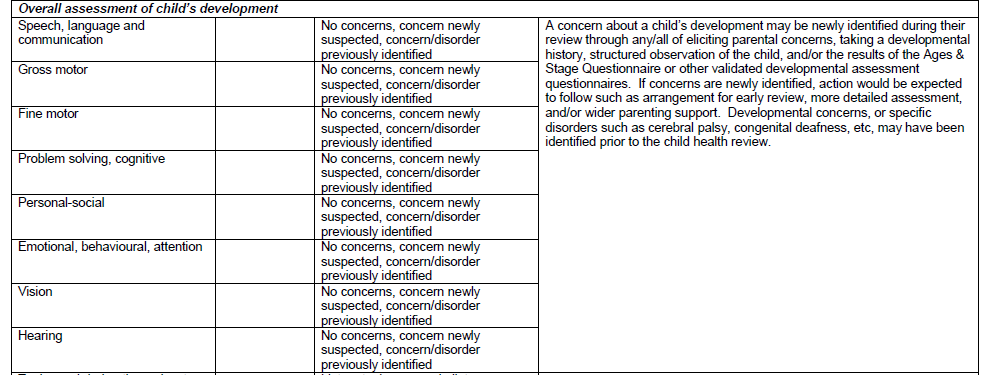 Overall assessment of child's development
Speech, language and
communication
No concerns, concern newly
suspected, concern/disorder
previously identified
A concern about a child's development may be newly identified during their
review through any/all of eliciting parental concerns, taking a developmental
history, structured observation of the child, and/or the results of the Ages &
Stage Questionnaire or other validated developmental assessment
questionnaires. If concerns are newly identified, action would be expected
to follow such as arrangement for early review, more detailed assessment,
and/or wider parenting support. Developmental concerns, or specific
disorders such as cerebral palsy, congenital deafness, etc, may have been
identified prior to the child health review.
Gross motor
No concerns, concern newly
suspected, concern/disorder
previously identified
Fine motor
No concerns, concern newly
suspected, concern/disorder
previously identified
Problem solving, cognitive
No concerns, concern newly
suspected, concern/disorder
previously identified
Personal-social
No concerns, concern newly
suspected, concern/disorder
previously identified
Emotional, behavioural, attention
No concerns, concern newly
suspected, concern/disorder
previously identified
Vision
No concerns, concern newly
suspected, concern/disorder
previously identified
Hearing
No concerns, concern newly
suspected, concern/disorder
previously identified